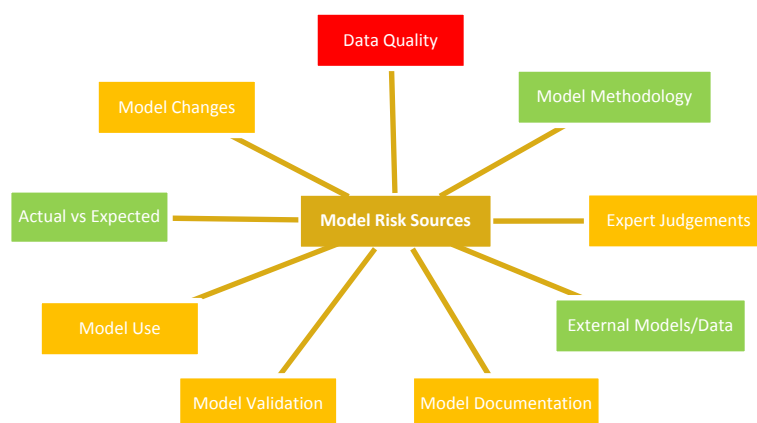 Data Quality
Model Changes
Model Methodology
Actual vs Expected
Model Risk Sources
Expert Judgements
Model Use
External Models/Data
Model Validation
Model Documentation